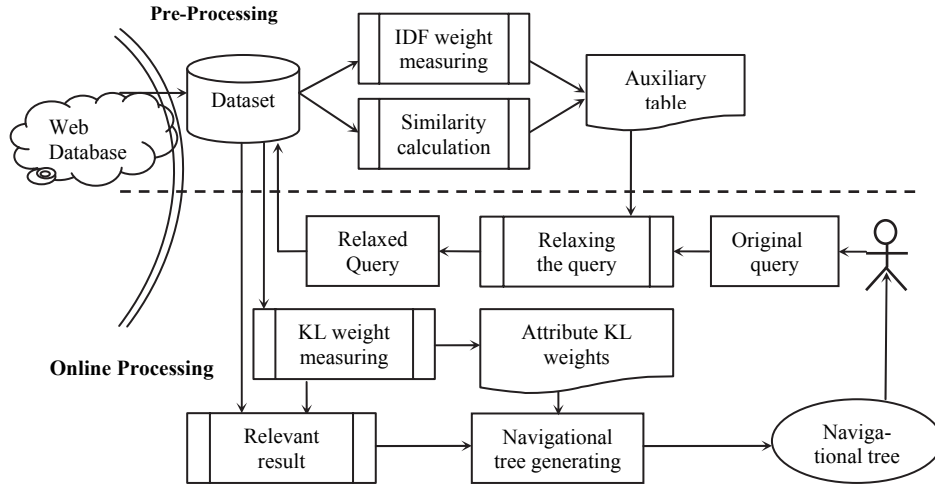 Pre-Processing
IDF weight
measuring
Dataset
Auxiliary
table
Web
Database
Similarity
calculation
Relaxed
Query
Relaxing
the query
Original
query
KL weight
measuring
Attribute KL
weights
Online Processing
Relevant
result
Navigational
tree generating
Naviga-
tional tree